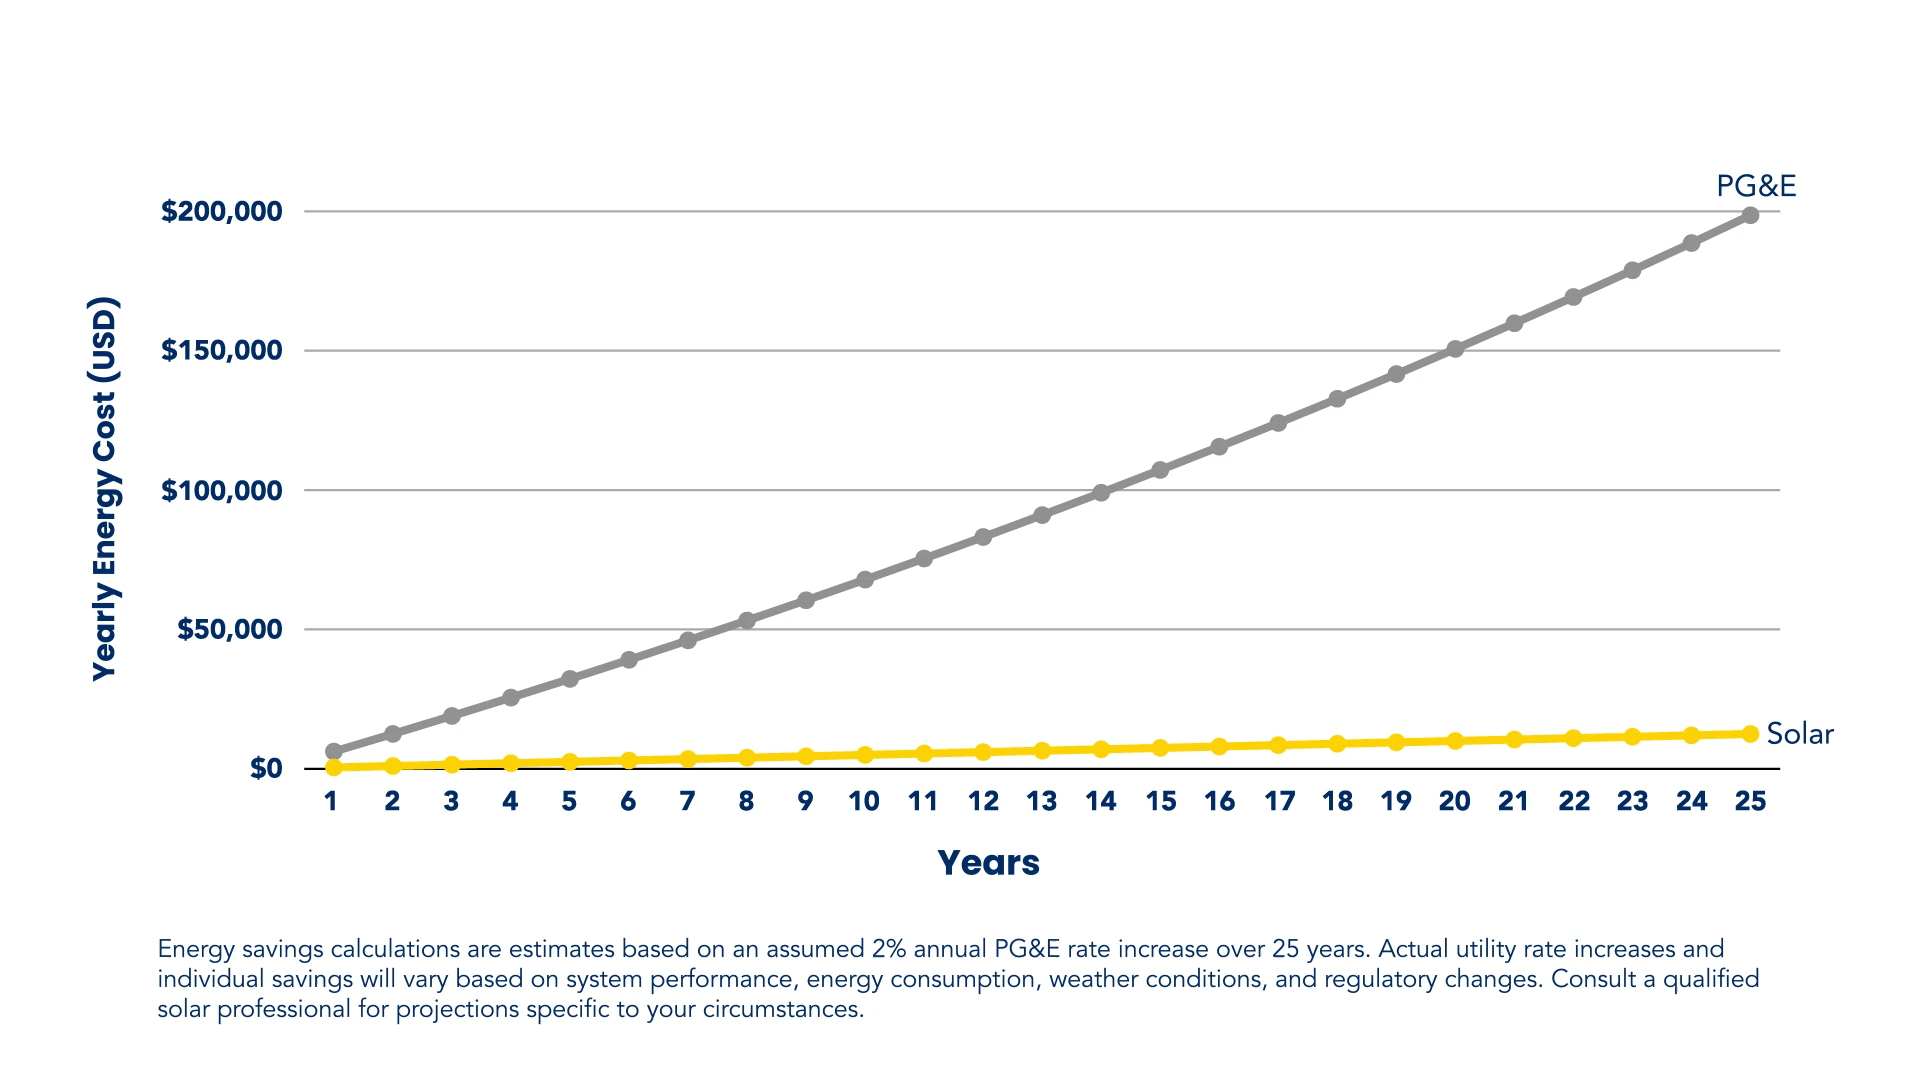 PG&E
$200,000
$150,000
$100,000
$50,000
$0
Yearly Energy Cost (USD)
Solar
1 2 3 4 5 6 7 8 9 10 11 12 13 14 15 16 17 18 19 20 21 22 23 24 25
Years
Energy savings calculations are estimates based on an assumed 2% annual PG&E rate increase over 25 years. Actual utility rate increases and
individual savings will vary based on system performance, energy consumption, weather conditions, and regulatory changes. Consult a qualified
solar professional for projections specific to your circumstances.